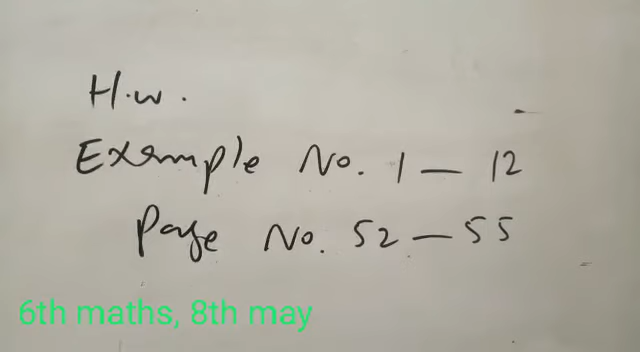 H.w.
Example No. 1 — 12
Page No. 52 — 55
6th maths, 8th may